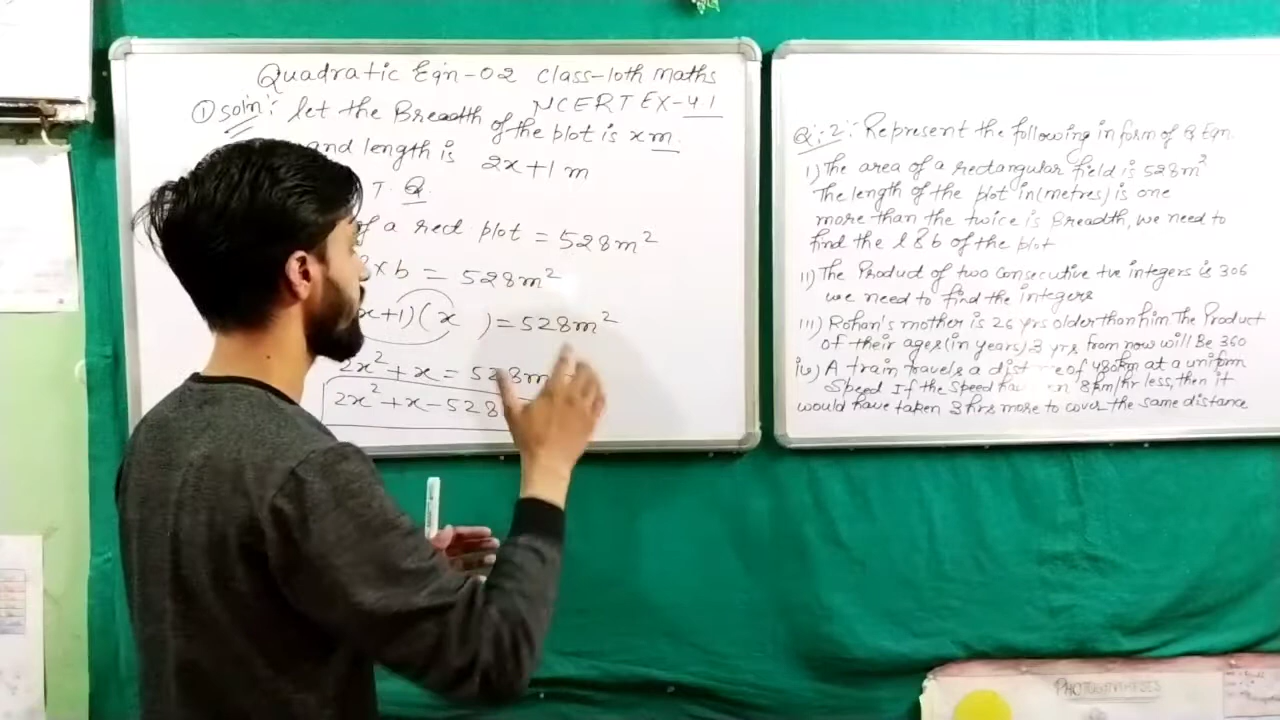 Quadratic Eqn-02 Class-10th maths
NCERT EX-4.1
① Soln: let the Breadth of the plot is x m.
and length is 2x+1 m
T. Q.
of a rect plot = 528m²
x b = 528m²
x+1)(x ) = 528m²
2x² + x = 528m
2x² + x - 528
Q:2: Represent the following in form of Q Eqn.
i) The area of a rectangular field is 528m²
The length of the plot in (metres) is one
more than the twice is Breadth, we need to
find the l & b of the plot
ii) The Product of two Consecutive +ve integers is 306
we need to find the integers
iii) Rohan's mother is 26 yrs older than him The Product
of their ages (in years) 3 yrs from now will Be 360
iv) A train travels a of 480km at a uniform
Speed If the Speed 8km/hr less, then it
would have taken 3 hrs more to cover the same distance